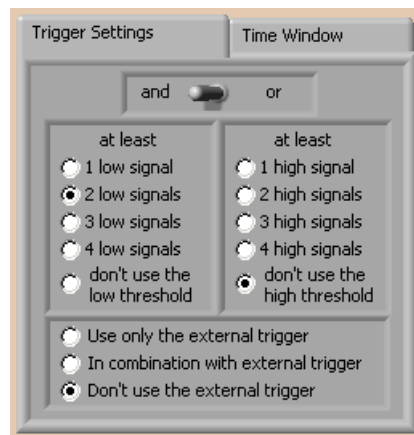 Trigger Settings
Time Window
and or
at least
1 low signal
2 low signals
3 low signals
4 low signals
don't use the
low threshold
at least
1 high signal
2 high signals
3 high signals
4 high signals
don't use the
high threshold
Use only the external trigger
In combination with external trigger
Don't use the external trigger